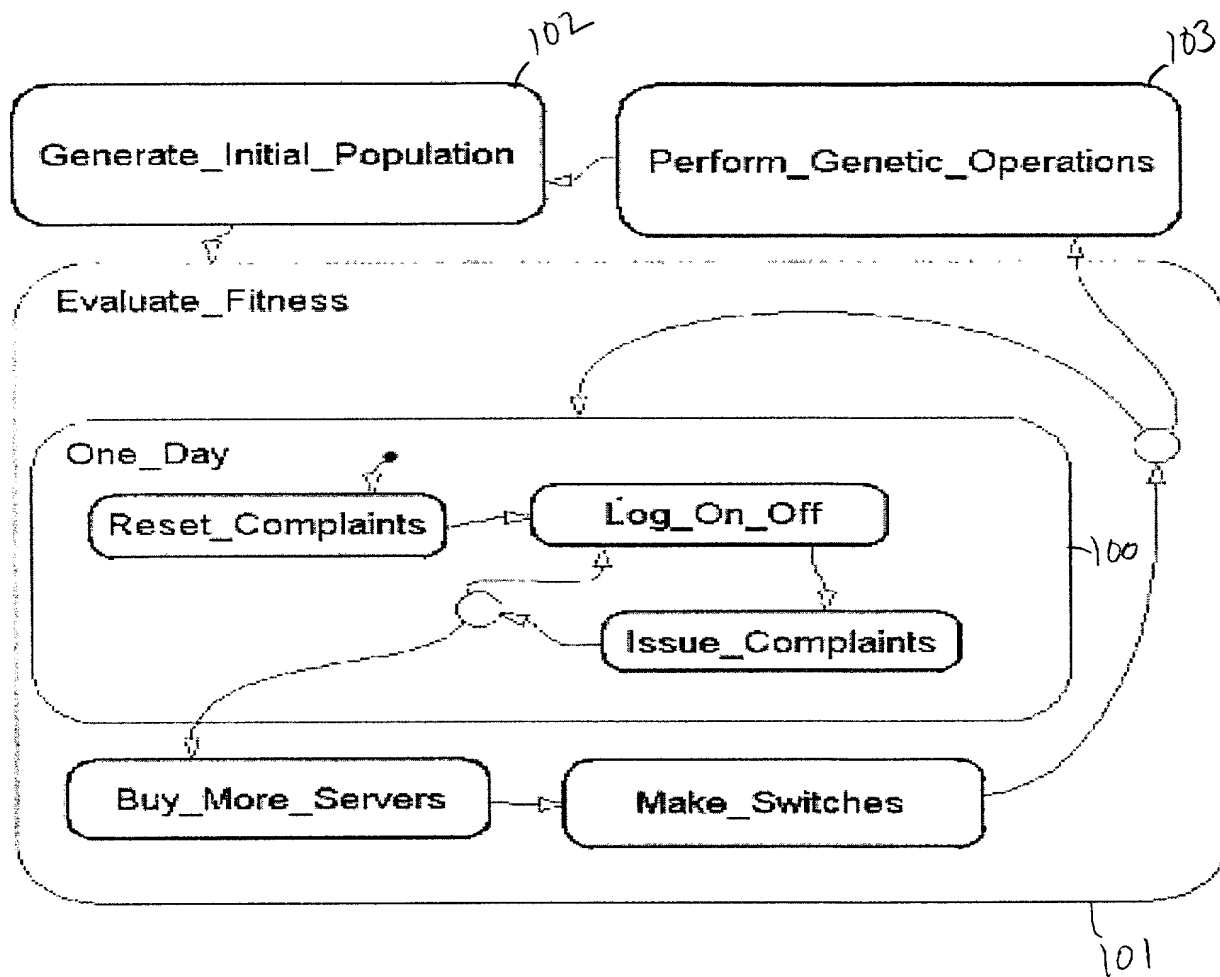 102
103
Generate_Initial_Population
Perform_Genetic_Operations
Evaluate_Fitness
One_Day
Reset_Complaints
Log_On_Off
100
Issue_Complaints
Buy_More_Servers
Make_Switches
101